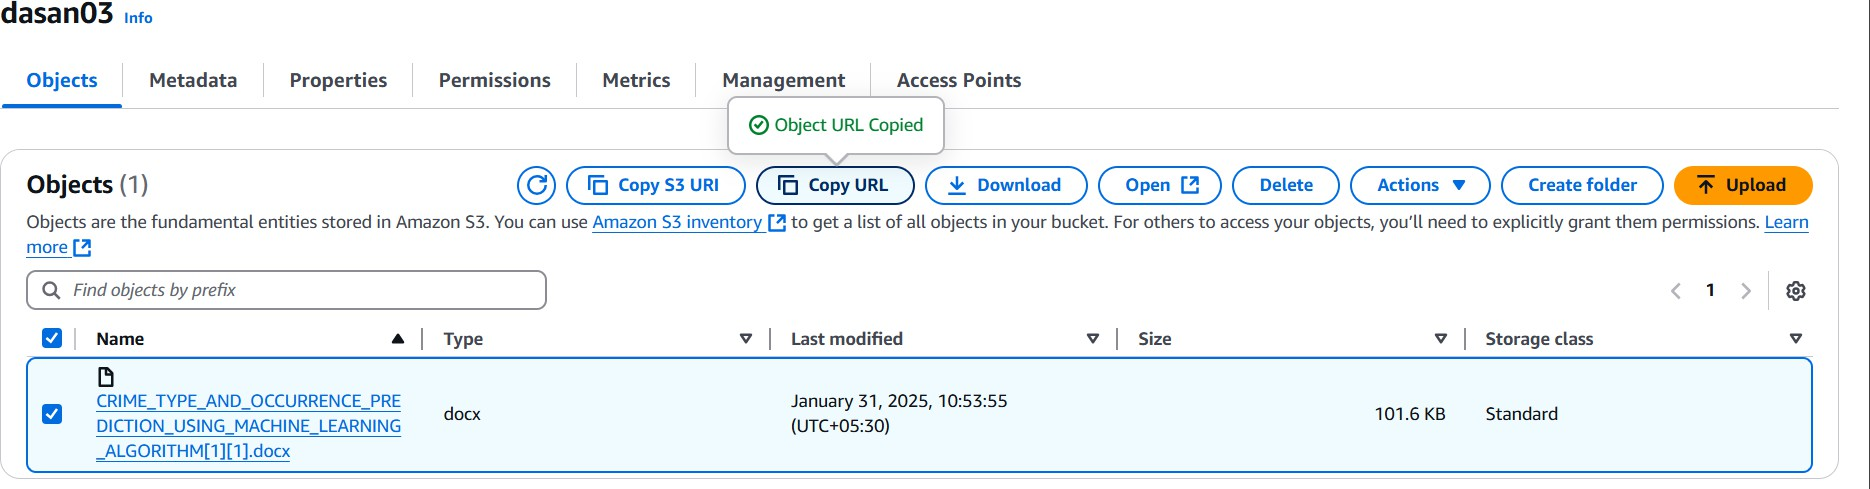 dasan03 Info
Objects Metadata Properties Permissions Metrics Management Access Points
Object URL Copied
Objects (1) Copy S3 URI Copy URL Download Open Delete Actions Create folder Upload
Objects are the fundamental entities stored in Amazon S3. You can use Amazon S3 inventory to get a list of all objects in your bucket. For others to access your objects, you’ll need to explicitly grant them permissions. Learn
more
Find objects by prefix 1
Name Type Last modified Size Storage class
CRIME_TYPE_AND_OCCURRENCE_PRE
DICTION_USING_MACHINE_LEARNING
_ALGORITHM[1][1].docx
docx
January 31, 2025, 10:53:55
(UTC+05:30)
101.6 KB
Standard